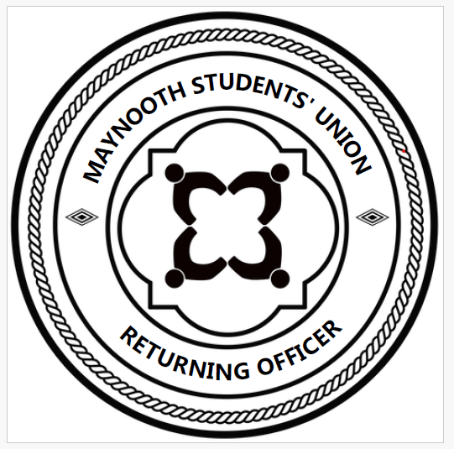 MAYNOOTH STUDENTS' UNION
RETURNING OFFICER